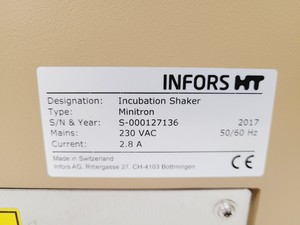 INFORS HT
Designation: Incubation Shaker
Type: Minitron
S/N & Year: S-000127136 2017
Mains: 230 VAC 50/60 Hz
Current: 2.8 A
Made in Switzerland
Infors AG, Rittergasse 27, CH-4103 Bottmingen CE